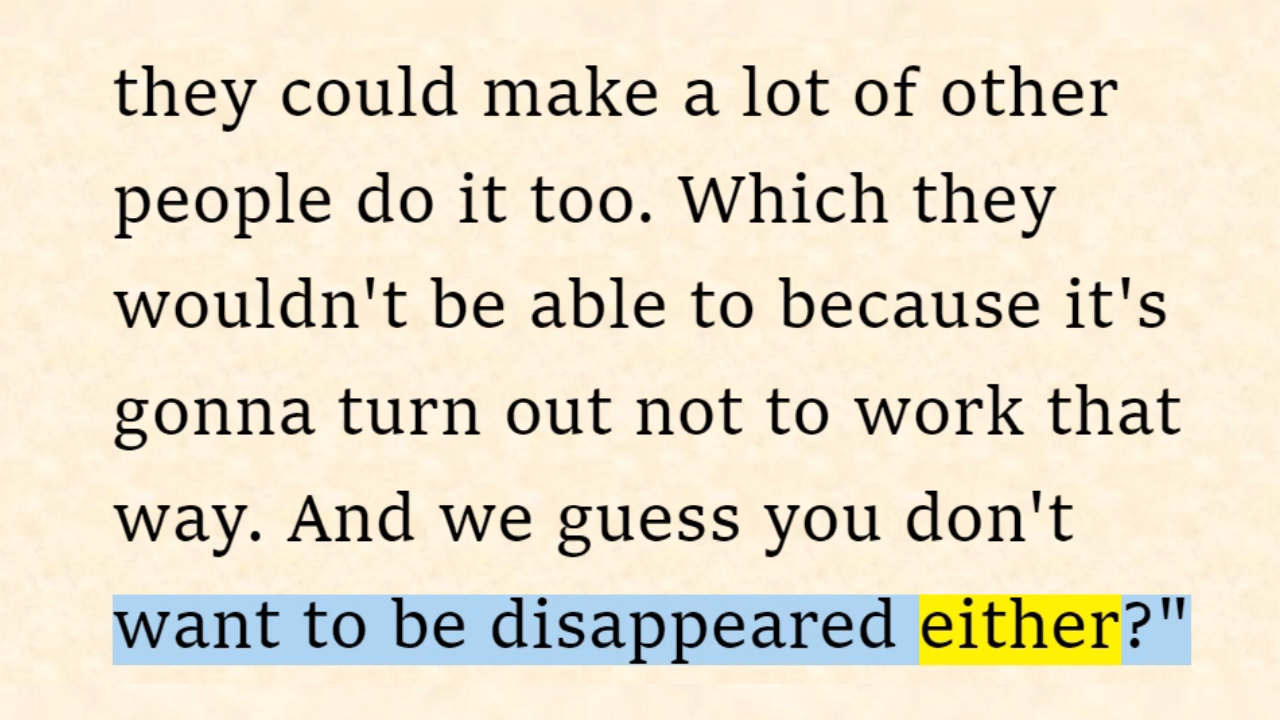 they could make a lot of other
people do it too. Which they
wouldn't be able to because it's
gonna turn out not to work that
way. And we guess you don't
want to be disappeared either?"